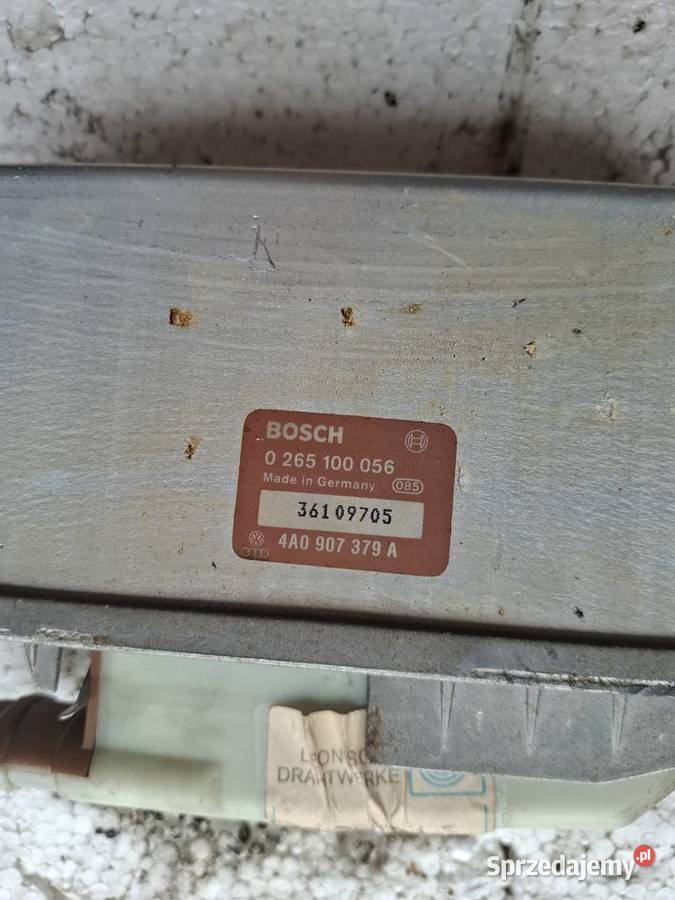 A
BOSCH
0 265 100 056
Made in Germany 085
36109705
4A0 907 379 A
DRAHTWERKE
Sprzedajemy.pl